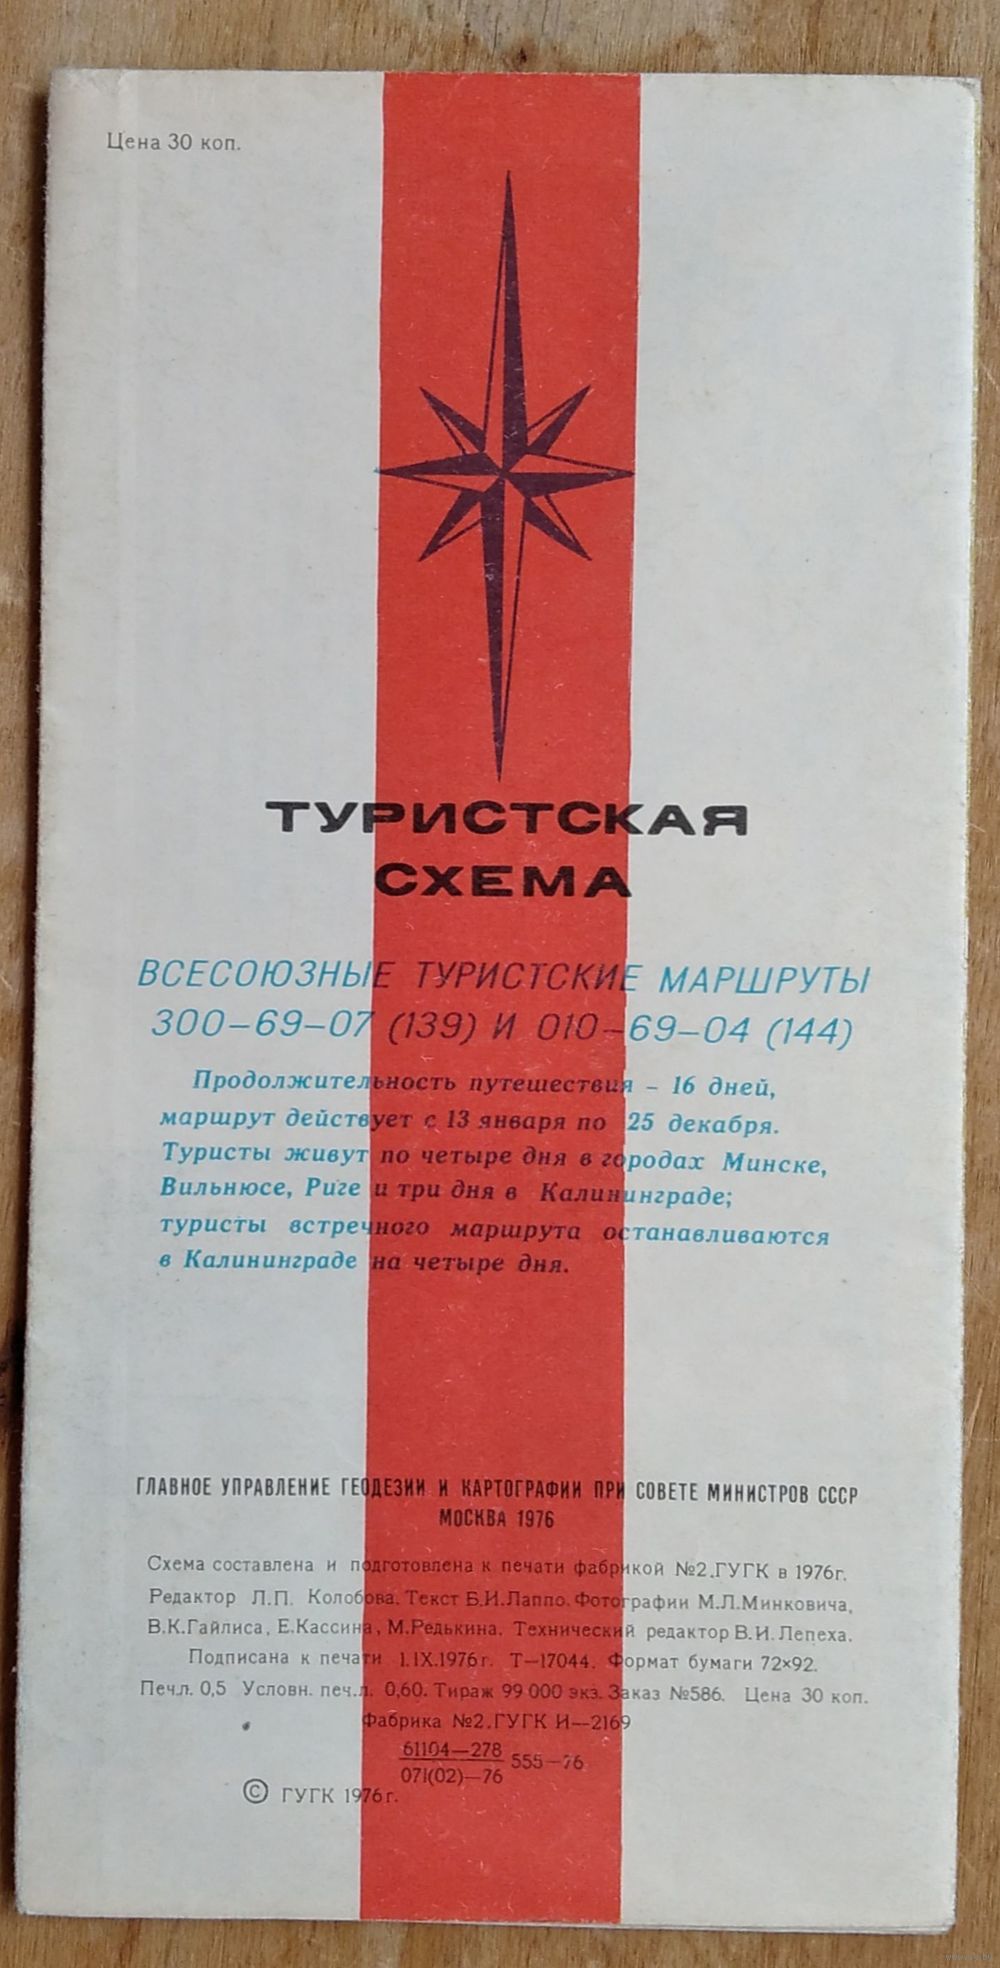 Цена 30 коп.
ТУРИСТСКАЯ
СХЕМА
ВСЕСОЮЗНЫЕ ТУРИСТСКИЕ МАРШРУТЫ
300–69–07 (139) И 010–69–04 (144)
Продолжительность путешествия – 16 дней,
маршрут действует с 13 января по 25 декабря.
Туристы живут по четыре дня в городах Минске,
Вильнюсе, Риге и три дня в Калининграде;
туристы встречного маршрута останавливаются
в Калининграде на четыре дня.
ГЛАВНОЕ УПРАВЛЕНИЕ ГЕОДЕЗИИ И КАРТОГРАФИИ ПРИ СОВЕТЕ МИНИСТРОВ СССР
МОСКВА 1976
Схема составлена и подготовлена к печати фабрикой №2.ГУГК в 1976г.
Редактор Л.П. Колобова. Текст Б.И.Лаппо. Фотографии М.Л.Минковича,
В.К.Гайлиса, Е.Кассина, М.Редькина. Технический редактор В.И.Лепеха.
Подписана к печати 1.IX.1976г. Т–17044. Формат бумаги 72×92.
Печ.л. 0,5 Условн. печ.л. 0,60. Тираж 99 000 экз. Заказ №586. Цена 30 коп.
Фабрика №2.ГУГК И—2169
61104—278
071(02)—76
555–76
© ГУГК 1976г.